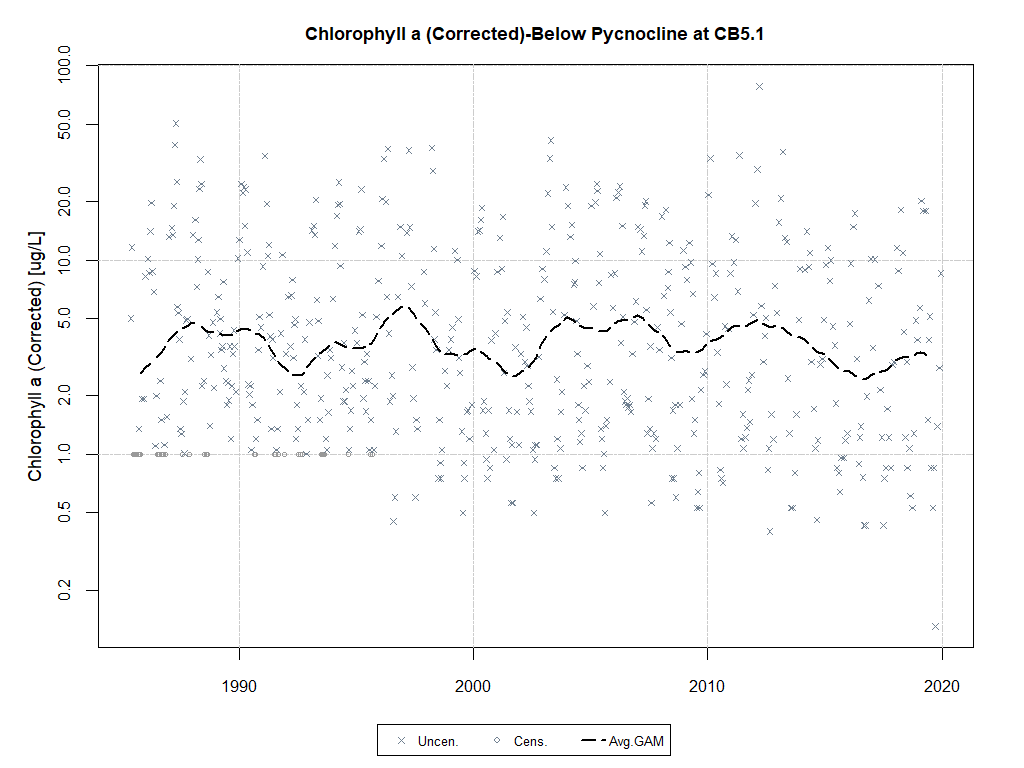 Chlorophyll a (Corrected)-Below Pycnocline at CB5.1
Chlorophyll a (Corrected) [ug/L]
100.0
50.0
20.0
10.0
5.0
2.0
1.0
0.5
0.2
1990 2000 2010 2020
Uncen. Cens. Avg.GAM